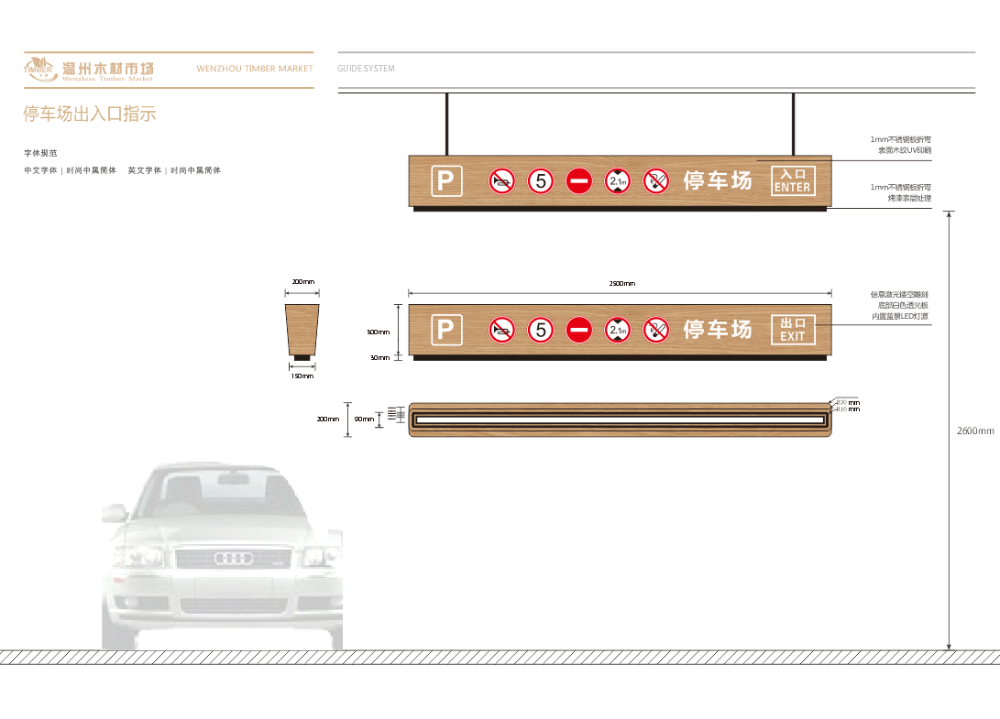 TIMBER
温州木材市场
Wenzhou Timber Market
WENZHOU TIMBER MARKET
GUIDE SYSTEM
停车场出入口指示
字体规范
中文字体 | 时尚中黑简体 英文字体 | 时尚中黑简体
1mm不锈钢板折弯
表面木纹UV印刷
P
5
2.1m
停车场
入口
ENTER
1mm不锈钢板折弯
烤漆表层处理
200mm
2500mm
信息激光镂空雕刻
底部白色透光板
内置蓝景LED灯源
300mm
30mm
150mm
P
5
2.1m
停车场
出口
EXIT
200mm
90mm
R30 mm
R10 mm
2600mm